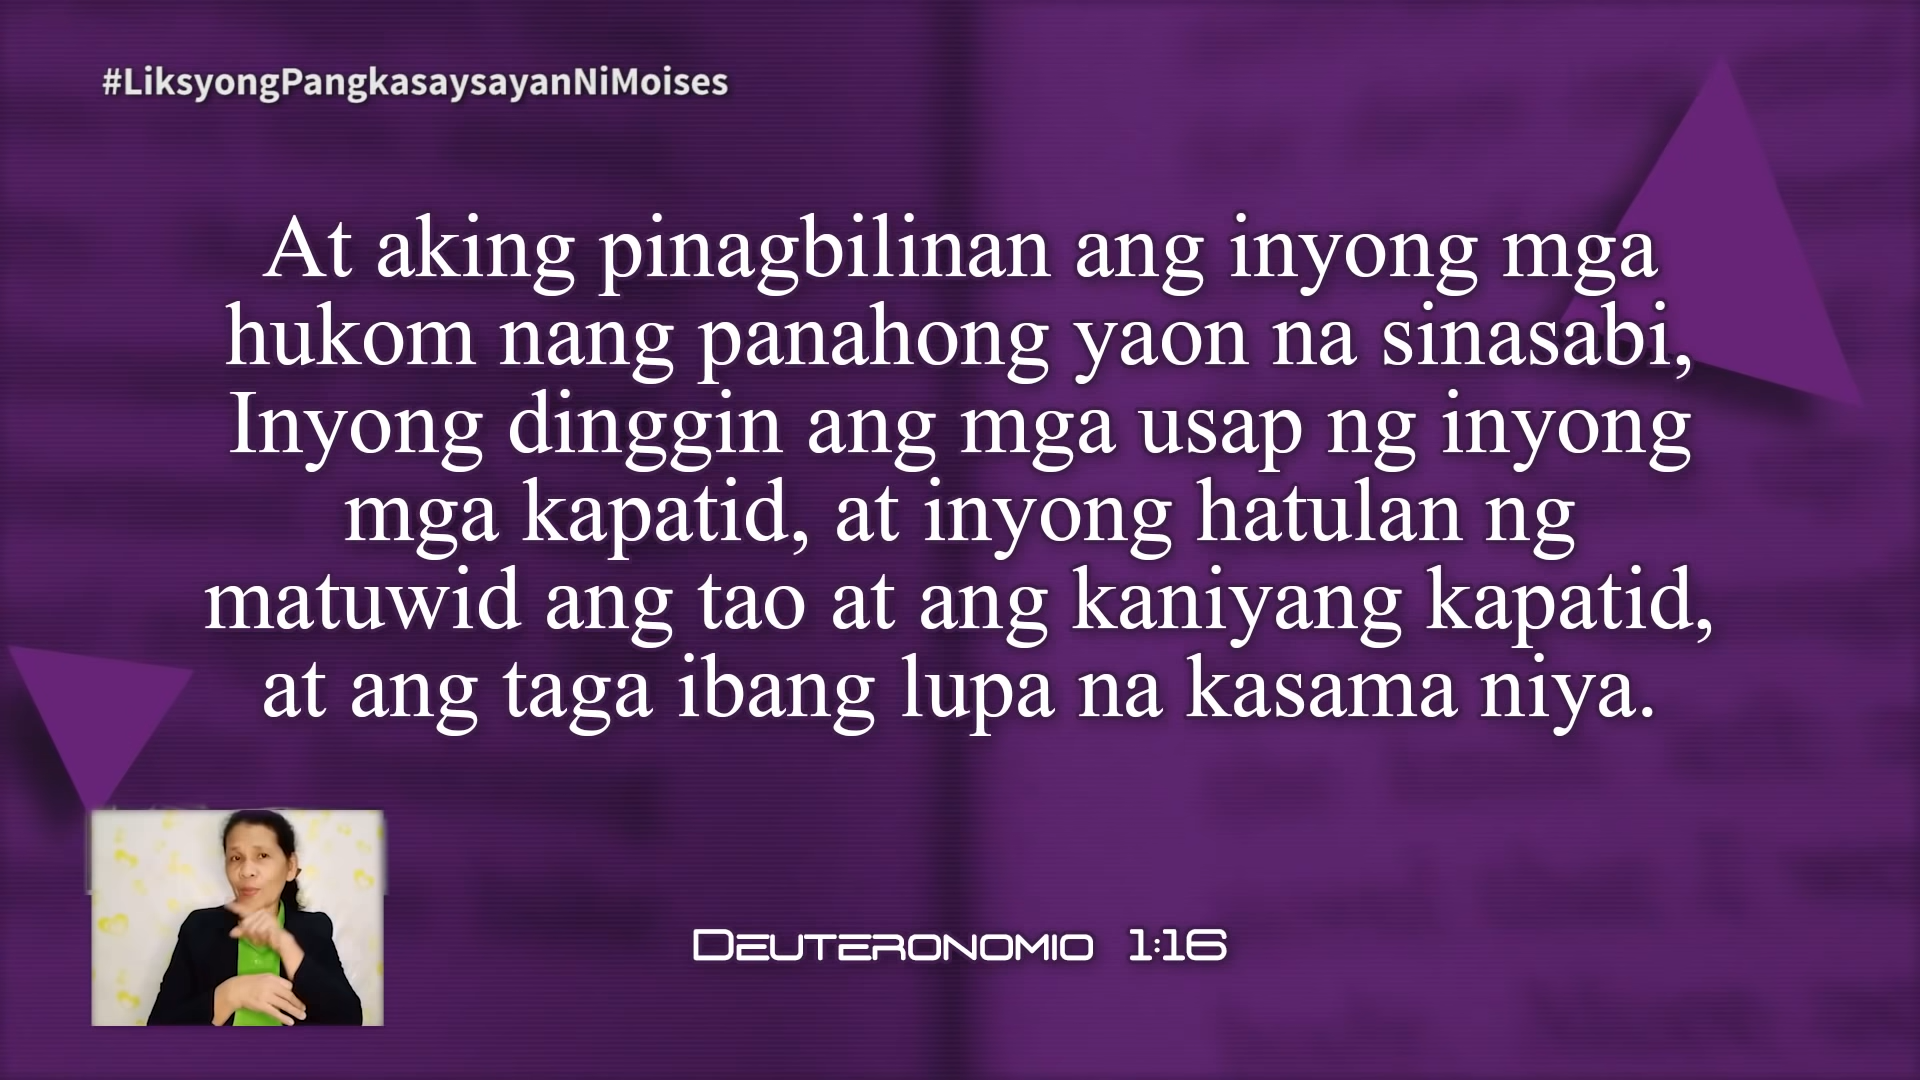 #LiksyongPangkasaysayanNiMoises
At aking pinagbilinan ang inyong mga
hukom nang panahong yaon na sinasabi,
Inyong dinggin ang mga usap ng inyong
mga kapatid, at inyong hatulan ng
matuwid ang tao at ang kaniyang kapatid,
at ang taga ibang lupa na kasama niya.
Deuteronomio 1:16